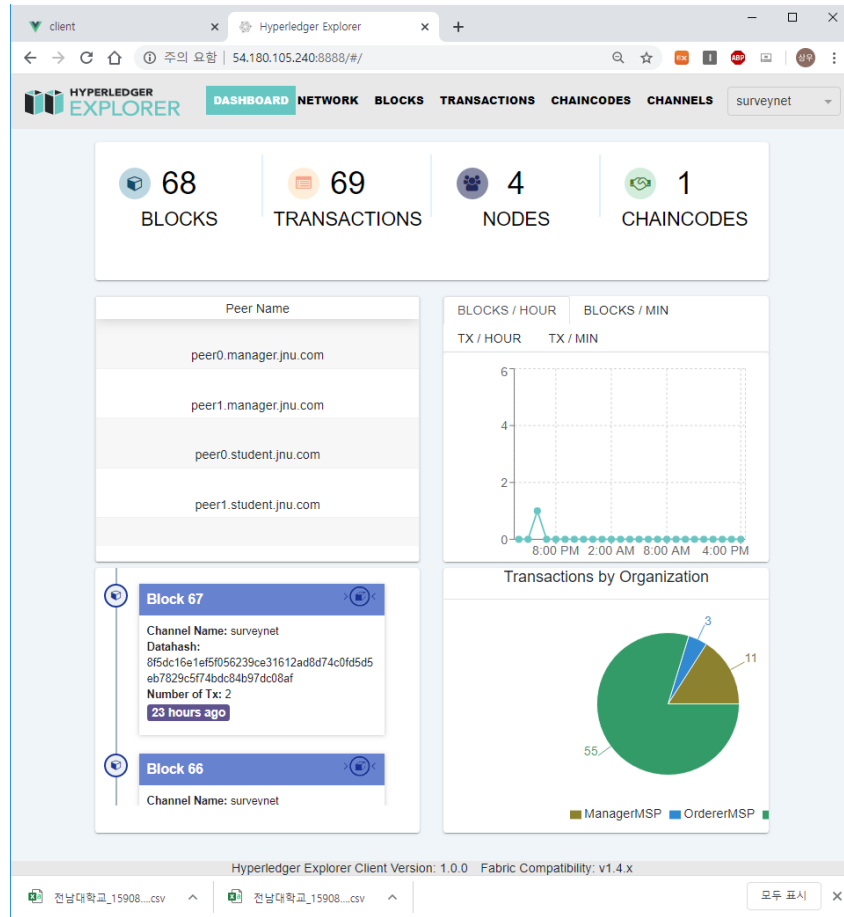 client
Hyperledger Explorer
주의 요함 | 54.180.105.240:8888/#/
ABP
상우
HYPERLEDGER
EXPLORER
DASHBOARD NETWORK BLOCKS TRANSACTIONS CHAINCODES CHANNELS surveynet
68
BLOCKS
69
TRANSACTIONS
4
NODES
1
CHAINCODES
Peer Name
peer0.manager.jnu.com
peer1.manager.jnu.com
peer0.student.jnu.com
peer1.student.jnu.com
BLOCKS / HOUR BLOCKS / MIN
TX / HOUR TX / MIN
6
4
2
0
8:00 PM 2:00 AM 8:00 AM 4:00 PM
Block 67
Channel Name: surveynet
Datahash:
8f5dc16e1ef5f056239ce31612ad8d74c0fd5d5
eb7829c5f74bdc84b97dc08af
Number of Tx: 2
23 hours ago
Block 66
Channel Name: surveynet
Transactions by Organization
3
11
55
ManagerMSP OrdererMSP
Hyperledger Explorer Client Version: 1.0.0 Fabric Compatibility: v1.4.x
전남대학교_15908....csv
전남대학교_15908....csv
모두 표시